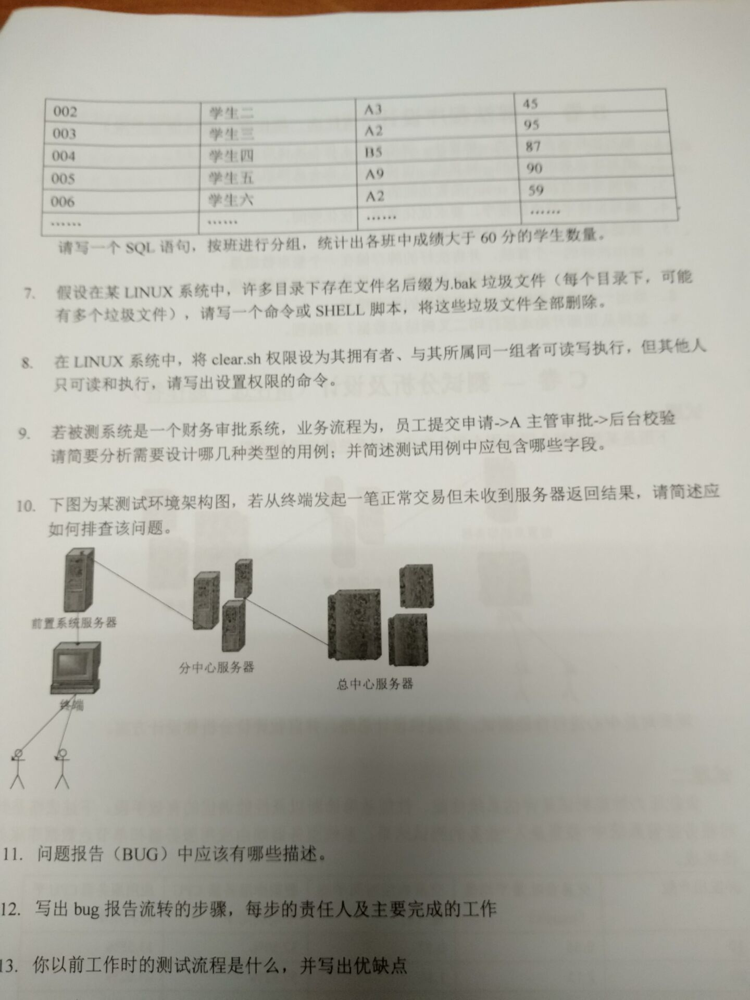 002 学生二 A3 45
003 学生三 A2 95
004 学生四 B5 87
005 学生五 A9 90
006 学生六 A2 59
…… …… …… ……
请写一个 SQL 语句，按班进行分组，统计出各班中成绩大于 60 分的学生数量。
7. 假设在某 LINUX 系统中，许多目录下存在文件名后缀为.bak 垃圾文件（每个目录下，可能
有多个垃圾文件），请写一个命令或 SHELL 脚本，将这些垃圾文件全部删除。
8. 在 LINUX 系统中，将 clear.sh 权限设为其拥有者、与其所属同一组者可读写执行，但其他人
只可读和执行，请写出设置权限的命令。
9. 若被测系统是一个财务审批系统，业务流程为，员工提交申请->A 主管审批->后台校验
请简要分析需要设计哪几种类型的用例；并简述测试用例中应包含哪些字段。
10. 下图为某测试环境架构图，若从终端发起一笔正常交易但未收到服务器返回结果，请简述应
如何排查该问题。
前置系统服务器
分中心服务器
总中心服务器
终端
11. 问题报告（BUG）中应该有哪些描述。
12. 写出 bug 报告流转的步骤，每步的责任人及主要完成的工作
13. 你以前工作时的测试流程是什么，并写出优缺点